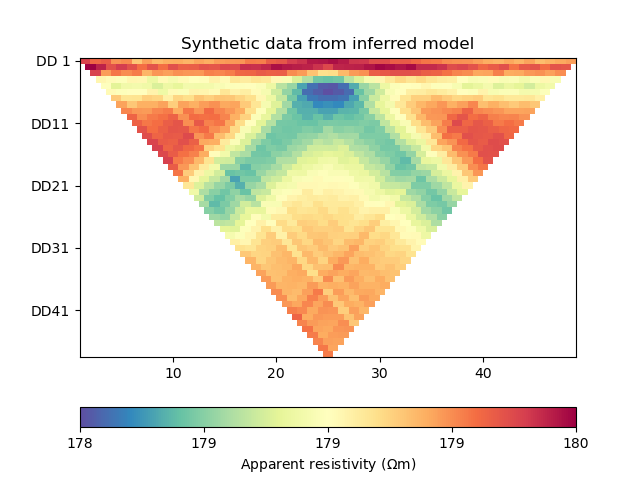 Synthetic data from inferred model
DD 1
DD11
DD21
DD31
DD41
10 20 30 40
178 179 179 179 180
Apparent resistivity (Ωm)